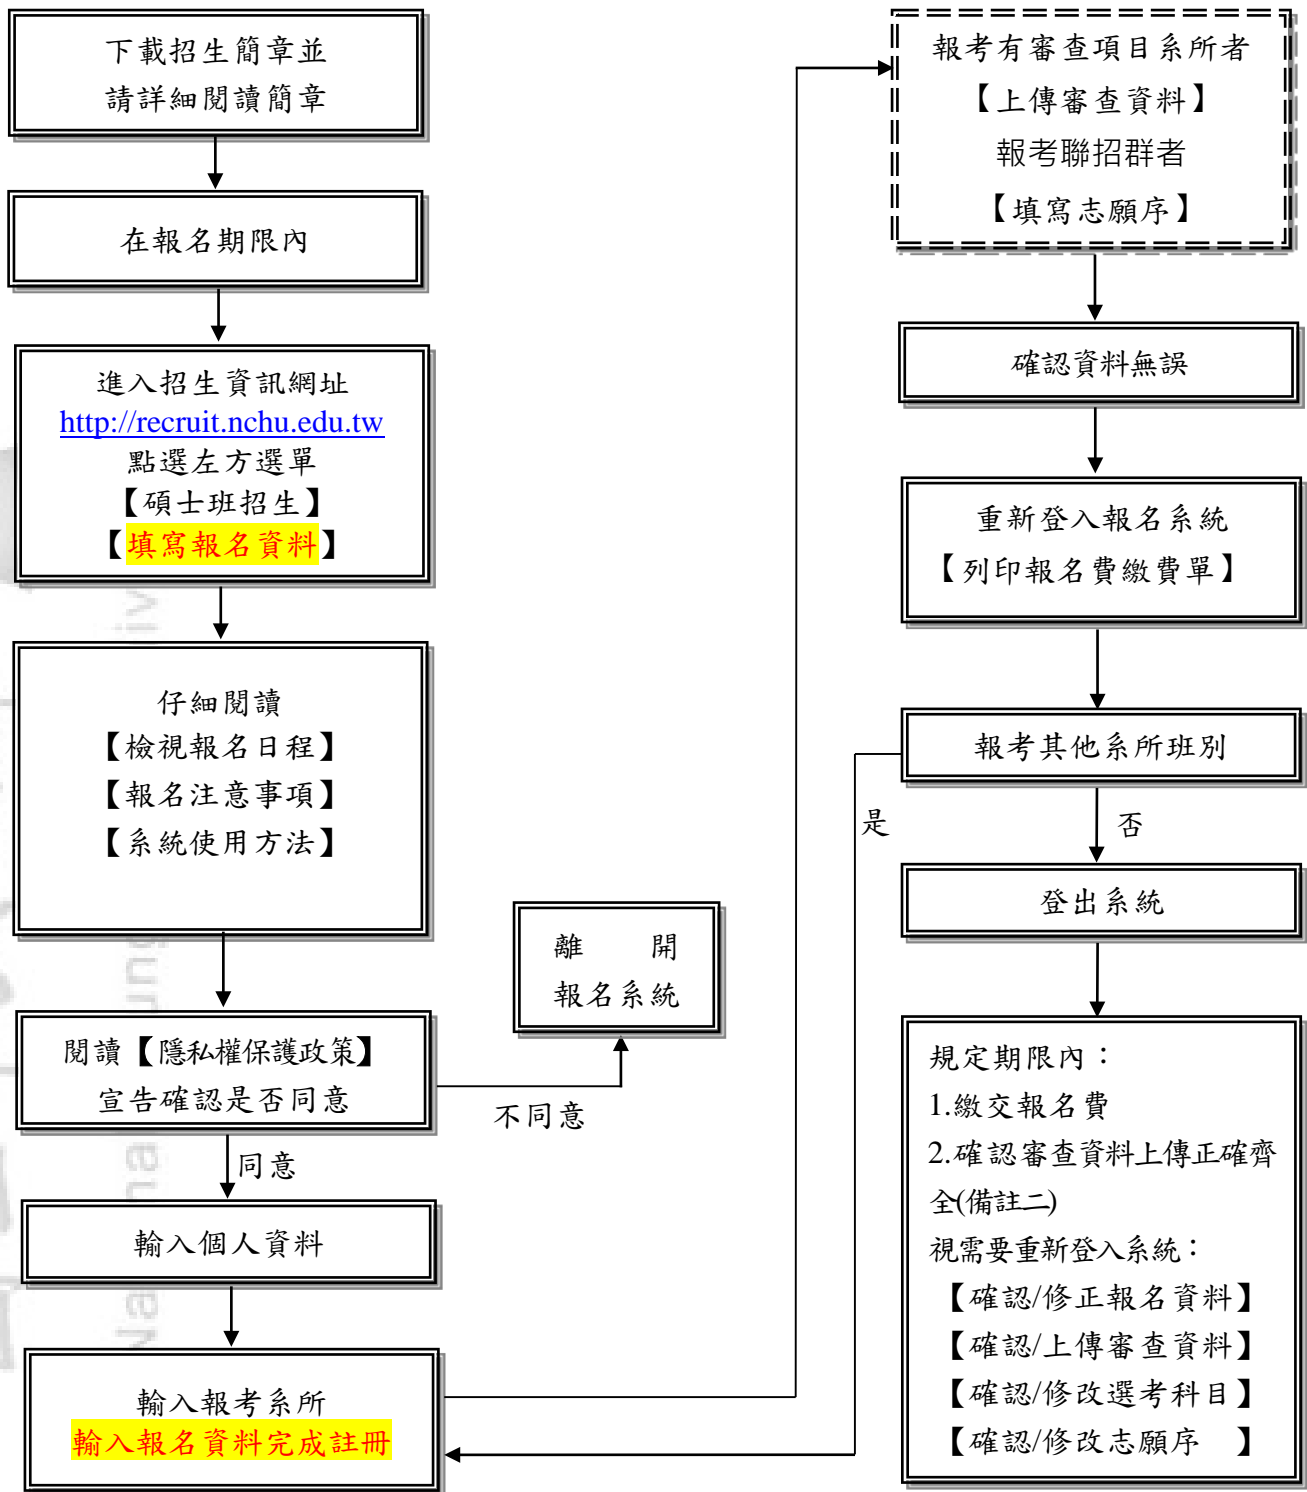 下載招生簡章並
請詳細閱讀簡章
在報名期限內
進入招生資訊網址
http://recruit.nchu.edu.tw
點選左方選單
【碩士班招生】
【填寫報名資料】
仔細閱讀
【檢視報名日程】
【報名注意事項】
【系統使用方法】
閱讀【隱私權保護政策】
宣告確認是否同意
不同意
離　　開
報名系統
同意
輸入個人資料
輸入報考系所
輸入報名資料完成註冊
報考有審查項目系所者
【上傳審查資料】
報考聯招群者
【填寫志願序】
確認資料無誤
重新登入報名系統
【列印報名費繳費單】
報考其他系所班別
是
否
登出系統
規定期限內：
1.繳交報名費
2.確認審查資料上傳正確齊
全(備註二)
視需要重新登入系統：
【確認/修正報名資料】
【確認/上傳審查資料】
【確認/修改選考科目】
【確認/修改志願序　】